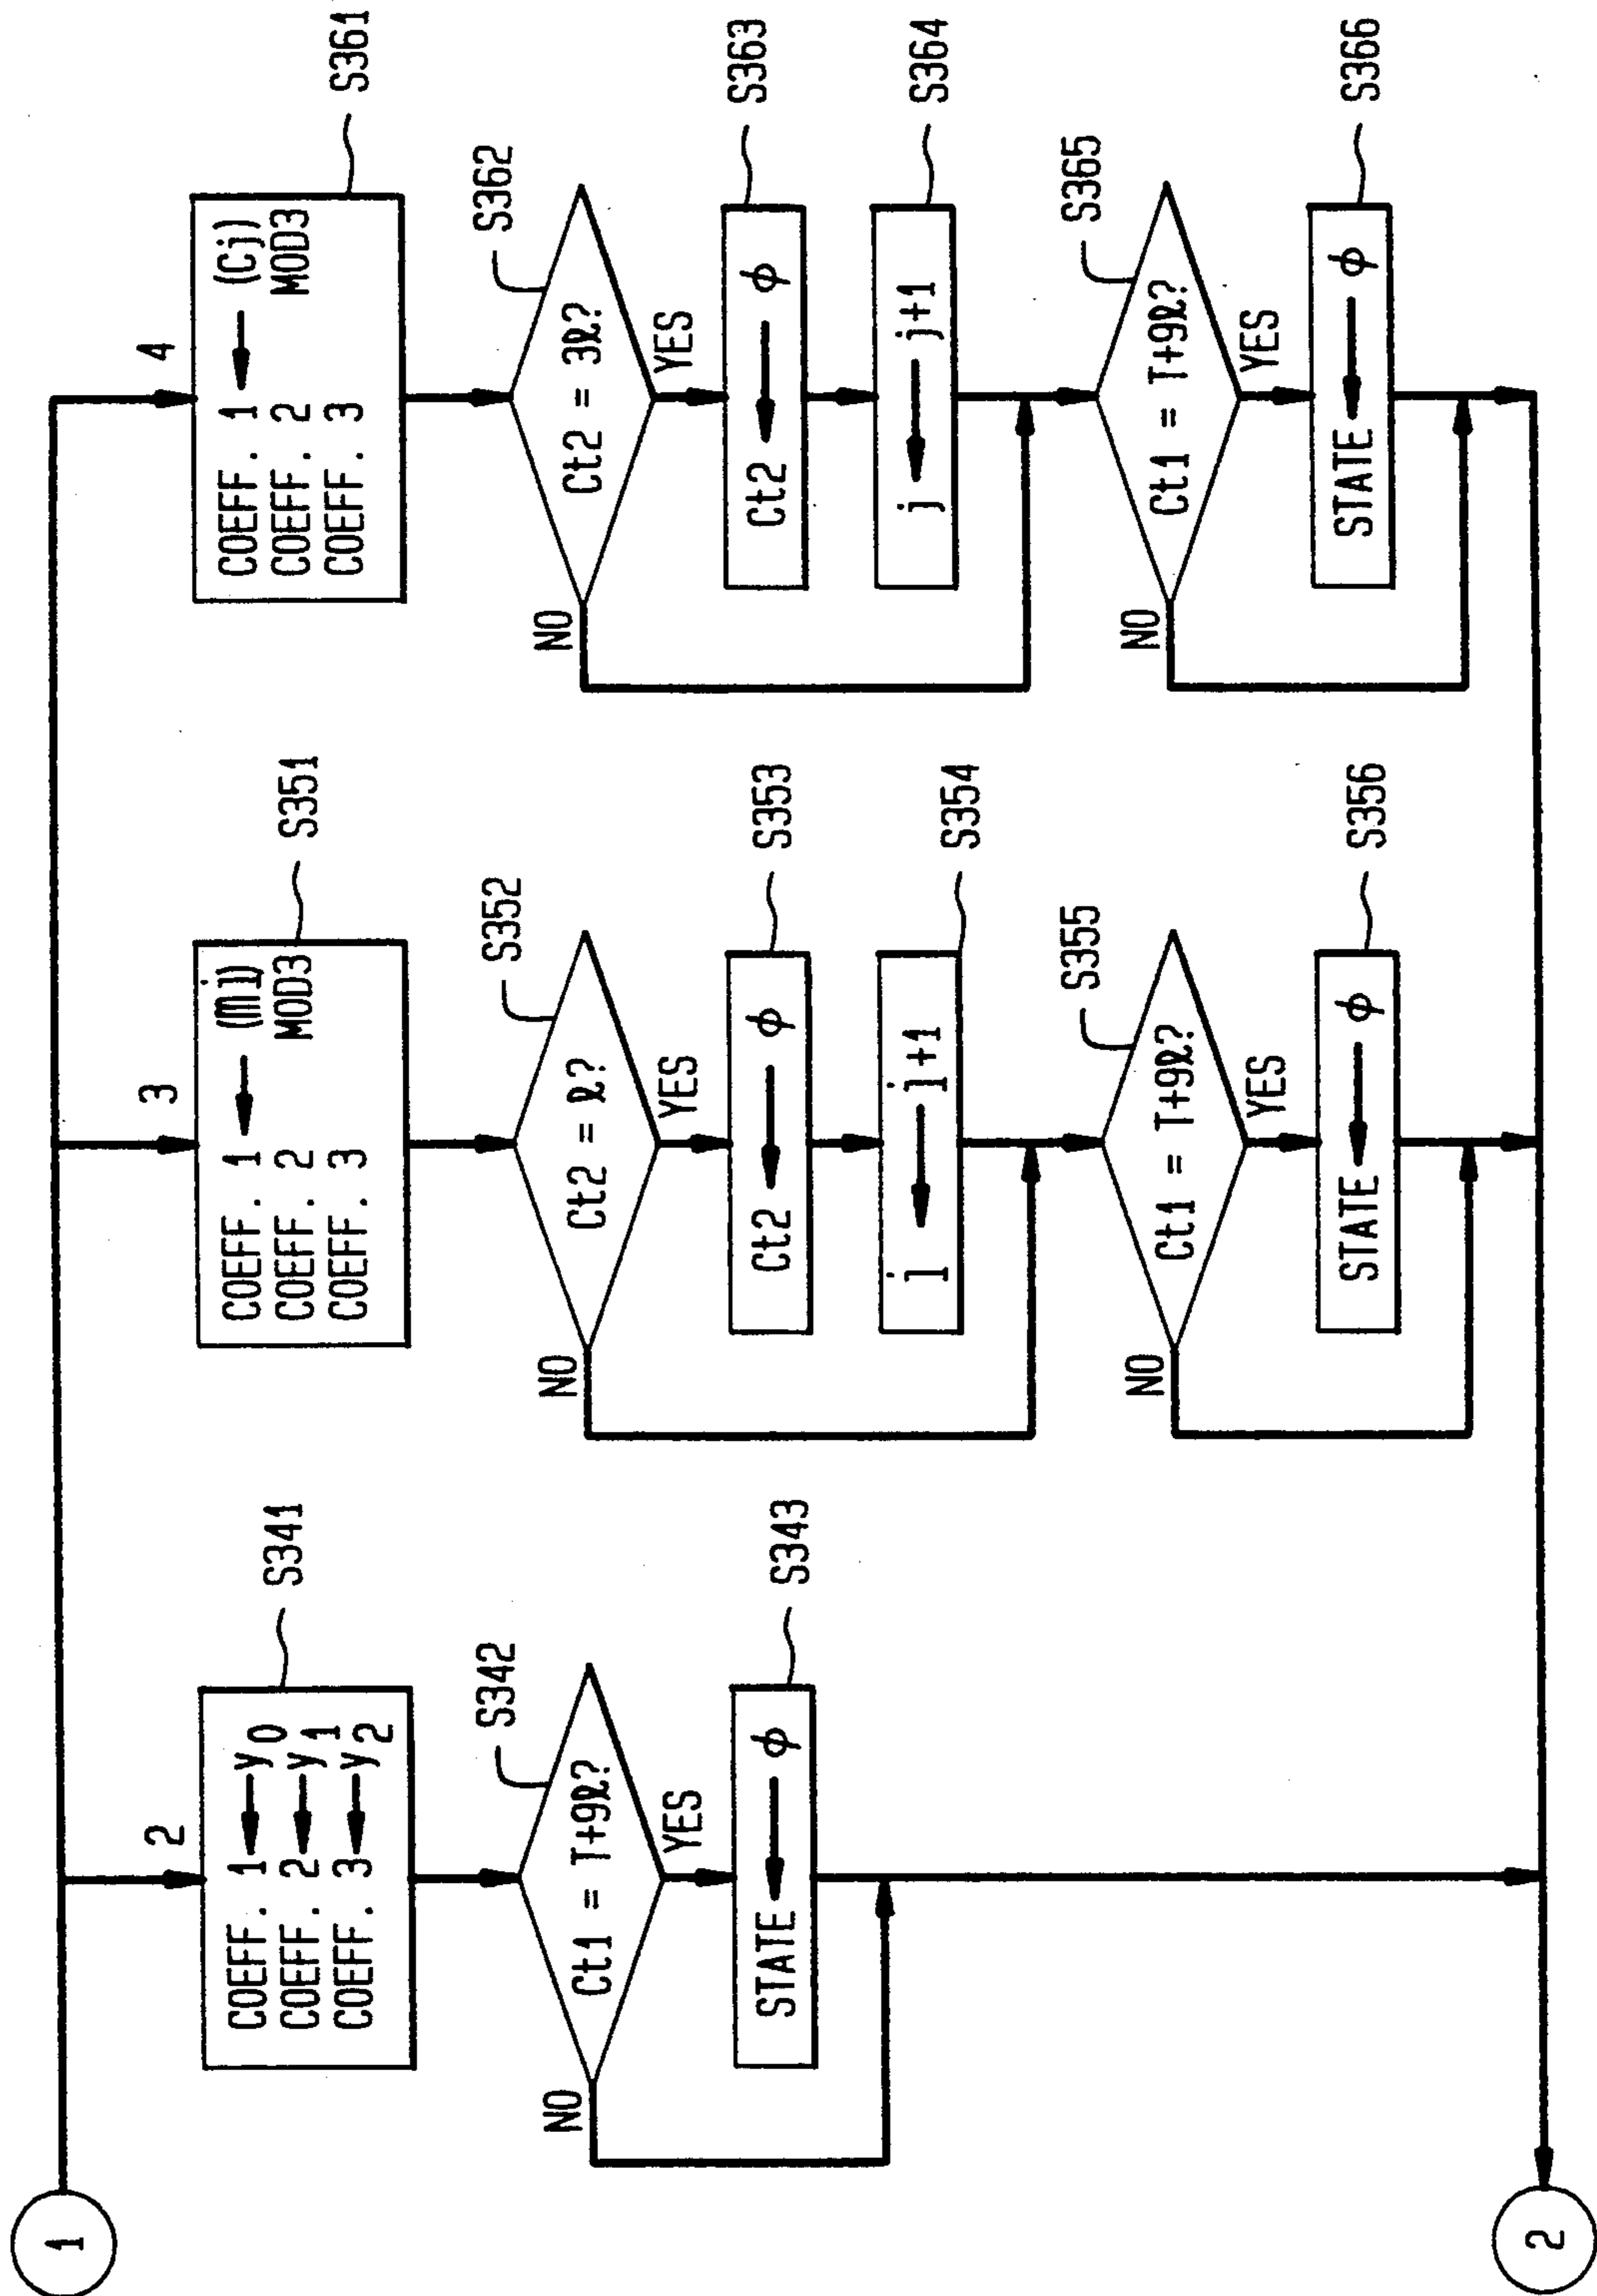 1
2
COEFF. 1 ← y0
COEFF. 2 ← y1
COEFF. 3 ← y2
S341
Ct1 = T+9ℓ?
S342
NO
YES
STATE ← ϕ
S343
3
COEFF. 1 ← (mi)
COEFF. 2 MOD3
COEFF. 3
S351
Ct2 = ℓ?
S352
NO
YES
Ct2 ← ϕ
S353
i ← i+1
S354
Ct1 = T+9ℓ?
S355
NO
YES
STATE ← ϕ
S356
4
COEFF. 1 ← (Cj)
COEFF. 2 MOD3
COEFF. 3
S361
Ct2 = 3ℓ?
S362
NO
YES
Ct2 ← ϕ
S363
j ← j+1
S364
Ct1 = T+9ℓ?
S365
NO
YES
STATE ← ϕ
S366
2